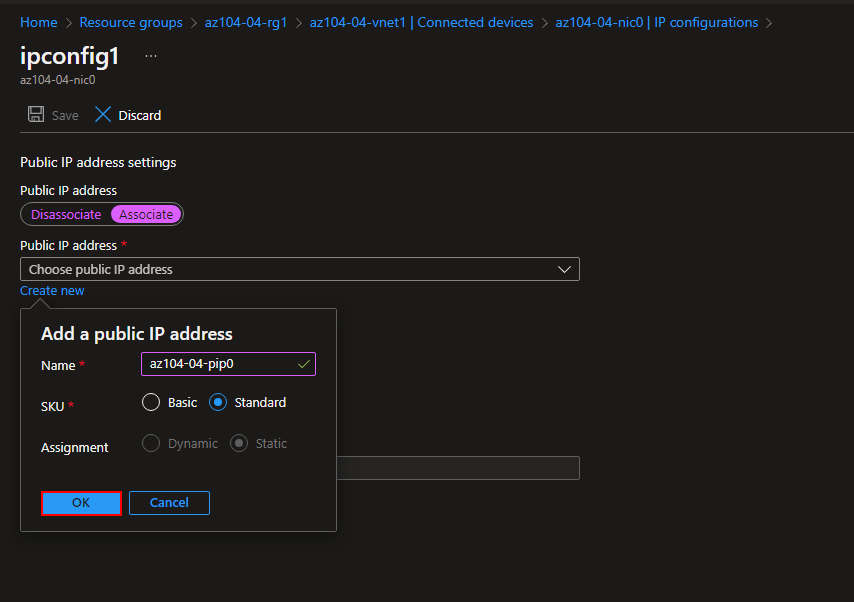 Home > Resource groups > az104-04-rg1 > az104-04-vnet1 | Connected devices > az104-04-nic0 | IP configurations >
ipconfig1 ...
az104-04-nic0
Save Discard
Public IP address settings
Public IP address
Disassociate Associate
Public IP address *
Choose public IP address
Create new
Add a public IP address
Name * az104-04-pip0
SKU * Basic Standard
Assignment Dynamic Static
OK Cancel